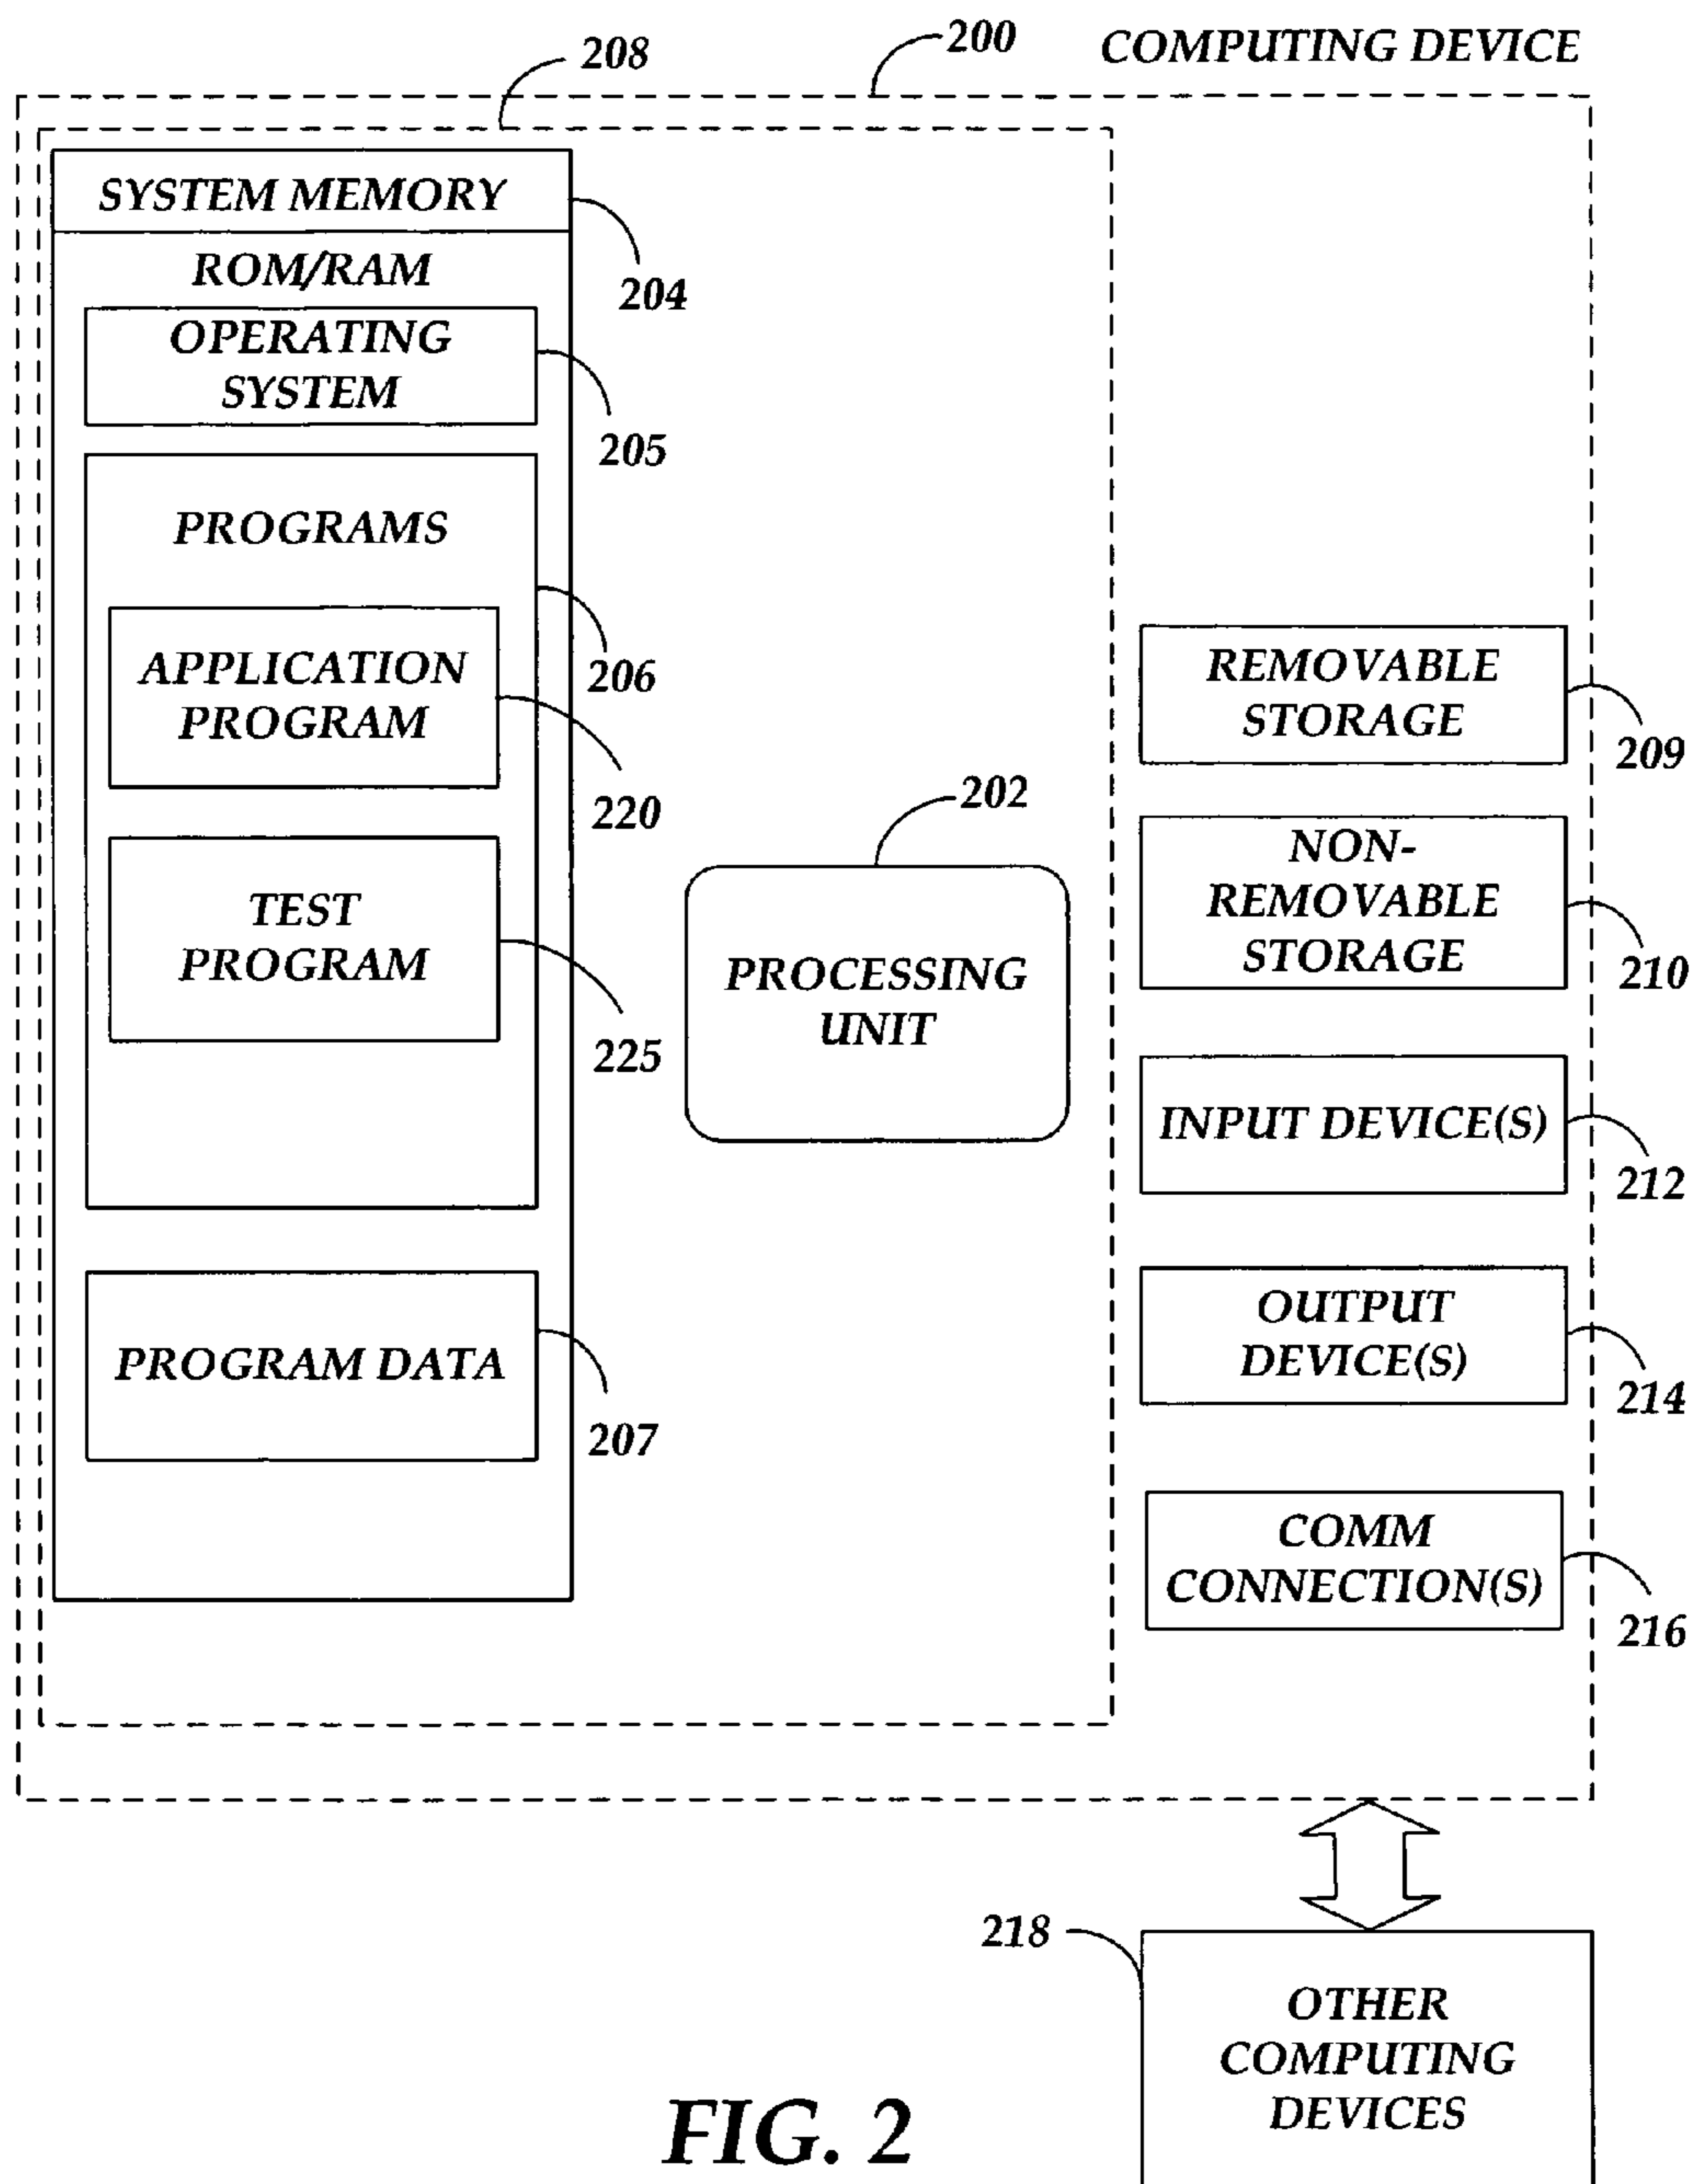 200
COMPUTING DEVICE
208
SYSTEM MEMORY
204
ROM/RAM
OPERATING
SYSTEM
205
PROGRAMS
206
APPLICATION
PROGRAM
220
TEST
PROGRAM
225
PROGRAM DATA
207
202
PROCESSING
UNIT
REMOVABLE
STORAGE
209
NON-
REMOVABLE
STORAGE
210
INPUT DEVICE(S)
212
OUTPUT
DEVICE(S)
214
COMM
CONNECTION(S)
216
218
OTHER
COMPUTING
DEVICES
FIG. 2